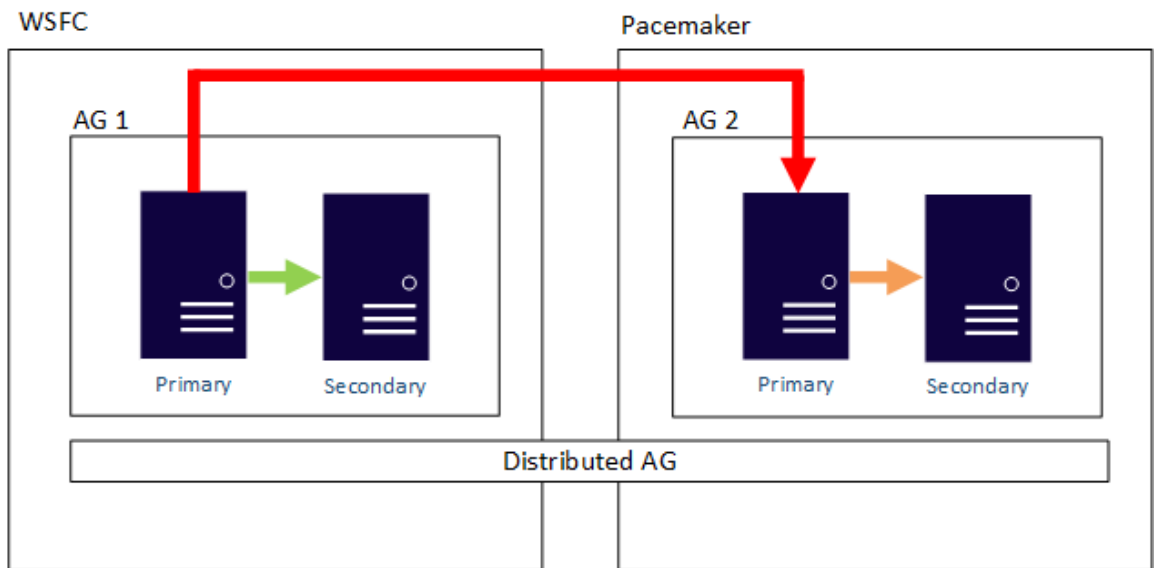 WSFC
Pacemaker
AG 1
AG 2
Primary
Secondary
Primary
Secondary
Distributed AG